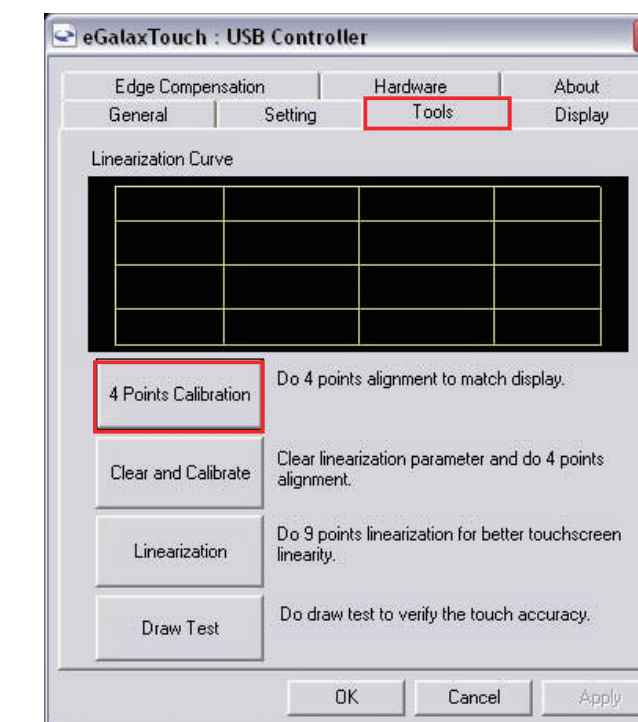 eGalaxTouch : USB Controller
Edge Compensation Hardware About
General Setting Tools Display
Linearization Curve
4 Points Calibration
Do 4 points alignment to match display.
Clear and Calibrate
Clear linearization parameter and do 4 points
alignment.
Linearization
Do 9 points linearization for better touchscreen
linearity.
Draw Test
Do draw test to verify the touch accuracy.
OK Cancel Apply